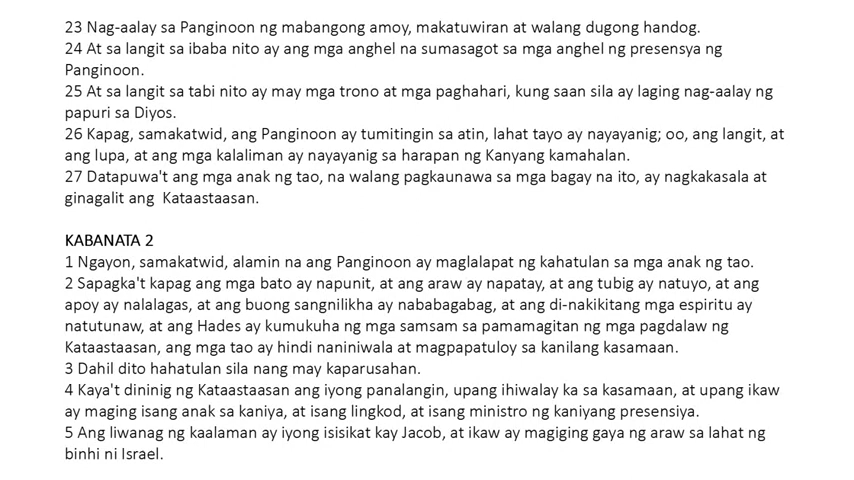 23 Nag-aalay sa Panginoon ng mabangong amoy, makatuwiran at walang dugong handog.
24 At sa langit sa ibaba nito ay ang mga anghel na sumasagot sa mga anghel ng presensya ng
Panginoon.
25 At sa langit sa tabi nito ay may mga trono at mga paghahari, kung saan sila ay laging nag-aalay ng
papuri sa Diyos.
26 Kapag, samakatwid, ang Panginoon ay tumitingin sa atin, lahat tayo ay nayayanig; oo, ang langit, at
ang lupa, at ang mga kalaliman ay nayayanig sa harapan ng Kanyang kamahalan.
27 Datapuwa't ang mga anak ng tao, na walang pagkaunawa sa mga bagay na ito, ay nagkakasala at
ginagalit ang  Kataastaasan.

KABANATA 2
1 Ngayon, samakatwid, alamin na ang Panginoon ay maglalapat ng kahatulan sa mga anak ng tao.
2 Sapagka't kapag ang mga bato ay napunit, at ang araw ay napatay, at ang tubig ay natuyo, at ang
apoy ay nalalagas, at ang buong sangnilikha ay nababagabag, at ang di-nakikitang mga espiritu ay
natutunaw, at ang Hades ay kumukuha ng mga samsam sa pamamagitan ng mga pagdalaw ng
Kataastaasan, ang mga tao ay hindi naniniwala at magpapatuloy sa kanilang kasamaan.
3 Dahil dito hahatulan sila nang may kaparusahan.
4 Kaya't dininig ng Kataastaasan ang iyong panalangin, upang ihiwalay ka sa kasamaan, at upang ikaw
ay maging isang anak sa kaniya, at isang lingkod, at isang ministro ng kaniyang presensiya.
5 Ang liwanag ng kaalaman ay iyong isisikat kay Jacob, at ikaw ay magiging gaya ng araw sa lahat ng
binhi ni Israel.